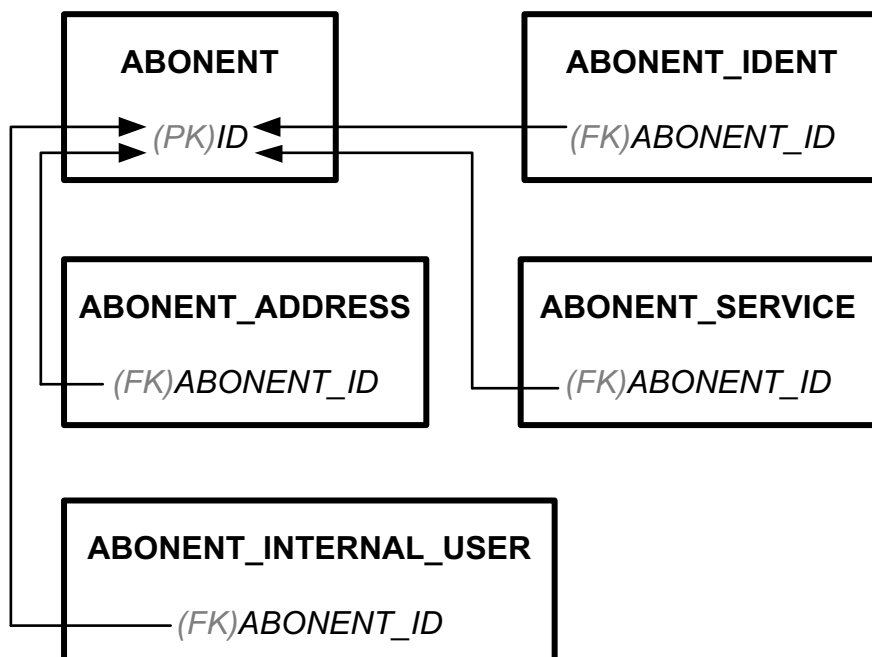 ABONENT
(PK)ID
ABONENT_IDENT
(FK)ABONENT_ID
ABONENT_ADDRESS
(FK)ABONENT_ID
ABONENT_SERVICE
(FK)ABONENT_ID
ABONENT_INTERNAL_USER
(FK)ABONENT_ID